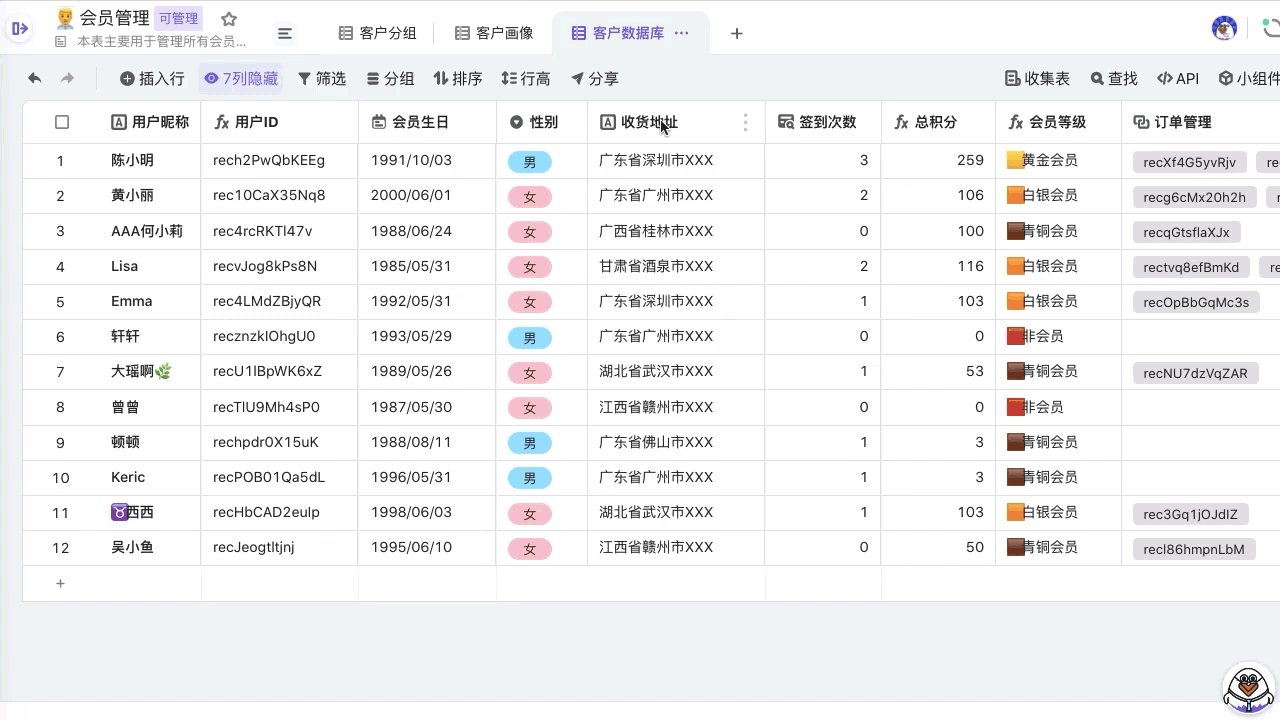 会员管理 可管理
本表主要用于管理所有会员...
客户分组 客户画像 客户数据库 ... +
插入行 7列隐藏 筛选 分组 排序 行高 分享 收集表 查找 API 小组件
用户昵称 用户ID 会员生日 性别 收货地址 签到次数 总积分 会员等级 订单管理
1 陈小明 rech2PwQbKEEg 1991/10/03 男 广东省深圳市XXX 3 259 黄金会员 recXf4G5yvRjv
2 黄小丽 rec10CaX35Nq8 2000/06/01 女 广东省广州市XXX 2 106 白银会员 recg6cMx20h2h
3 AAA何小莉 rec4rcRKTI47v 1988/06/24 女 广西省桂林市XXX 0 100 青铜会员 recqGtsflaXJx
4 Lisa recvJog8kPs8N 1985/05/31 女 甘肃省酒泉市XXX 2 116 白银会员 rectvq8efBmKd
5 Emma rec4LMdZBjyQR 1992/05/31 女 广东省深圳市XXX 1 103 白银会员 recOpBbGqMc3s
6 轩轩 recznzkIOhgU0 1993/05/29 男 广东省广州市XXX 0 0 非会员
7 大瑶啊🌿 recU1IBpWK6xZ 1989/05/26 女 湖北省武汉市XXX 1 53 青铜会员 recNU7dzVqZAR
8 曾曾 recTIU9Mh4sP0 1987/05/30 女 江西省赣州市XXX 0 0 非会员
9 顿顿 rechpdr0X15uK 1988/08/11 男 广东省佛山市XXX 1 3 青铜会员
10 Keric recPOB01Qa5dL 1996/05/31 男 广东省广州市XXX 1 3 青铜会员
11 ♉西西 recHbCAD2eulp 1998/06/03 女 湖北省武汉市XXX 1 103 白银会员 rec3Gq1jOJdIZ
12 吴小鱼 recJeogtltjnj 1995/06/10 女 江西省赣州市XXX 0 50 青铜会员 recl86hmpnLbM
+